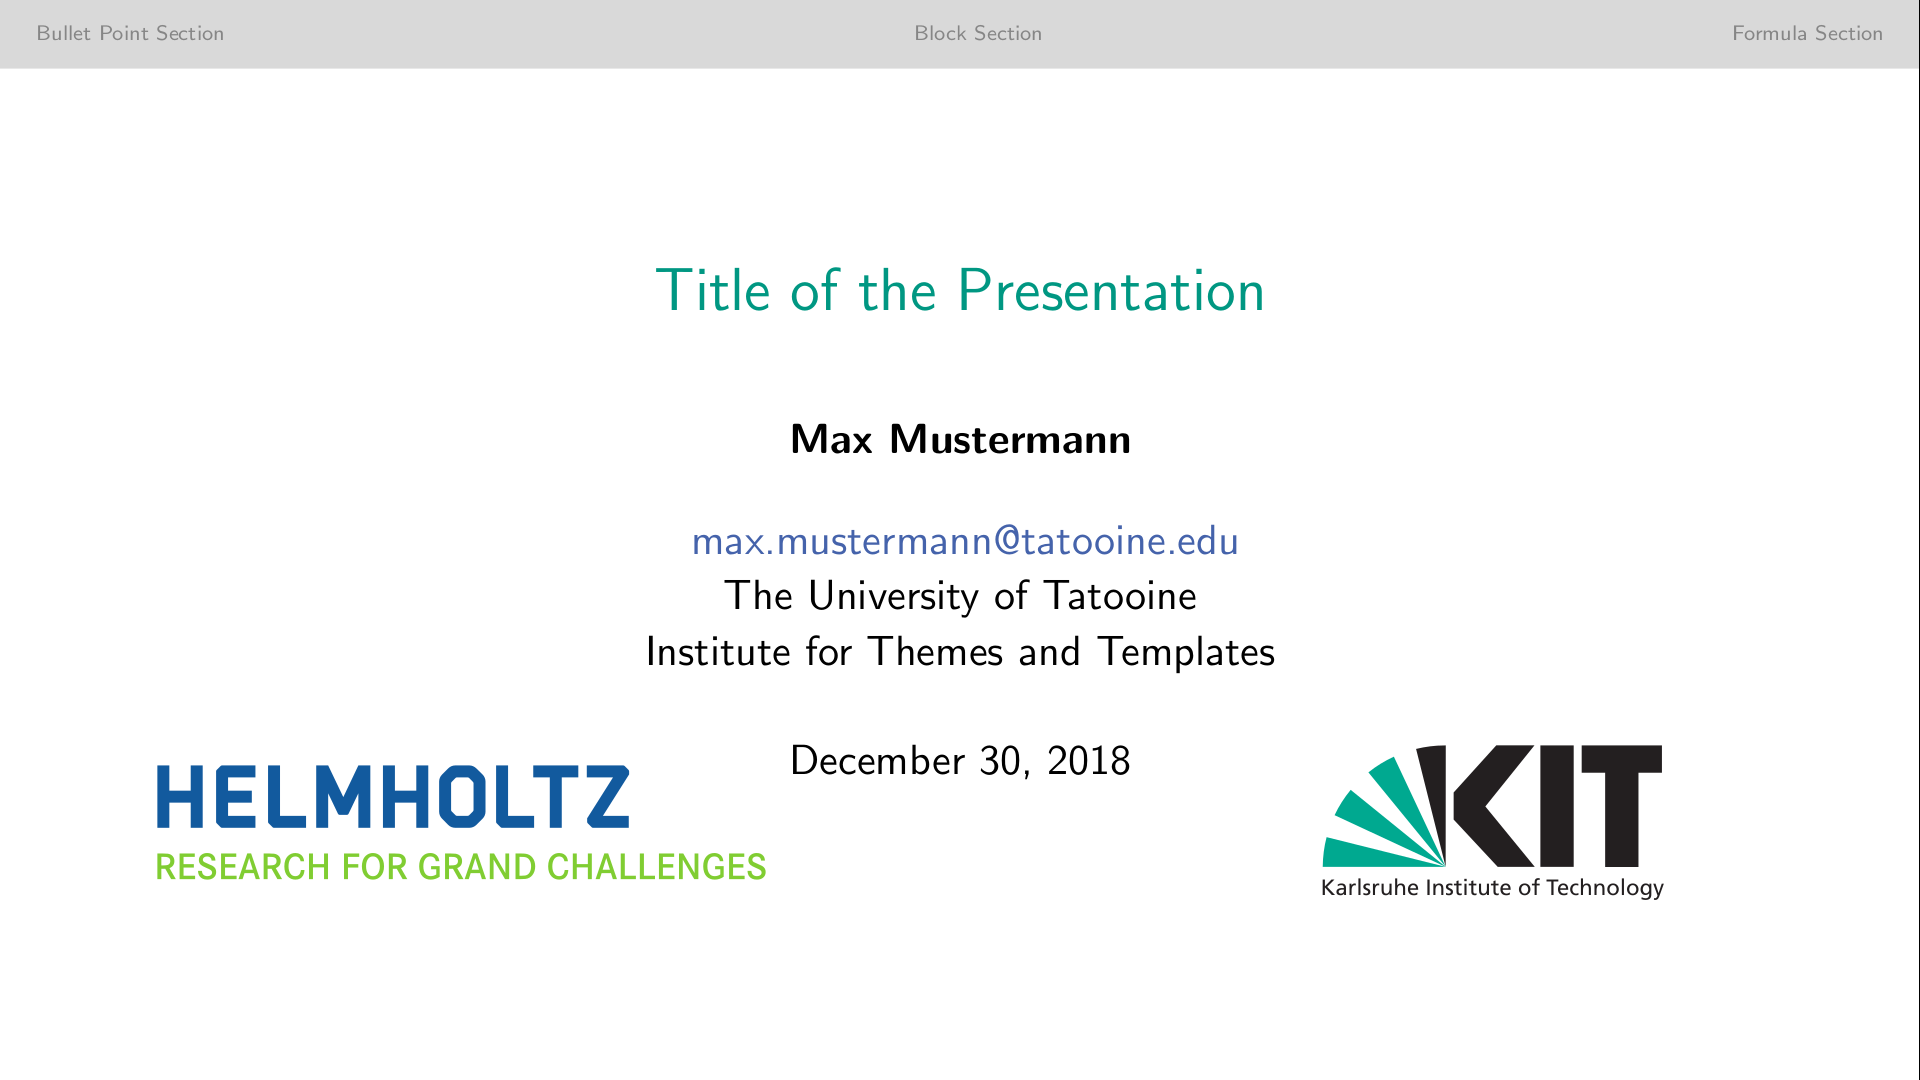 Bullet Point Section
Block Section
Formula Section
Title of the Presentation
Max Mustermann
max.mustermann@tatooine.edu
The University of Tatooine
Institute for Themes and Templates
December 30, 2018
HELMHOLTZ
RESEARCH FOR GRAND CHALLENGES
KIT
Karlsruhe Institute of Technology